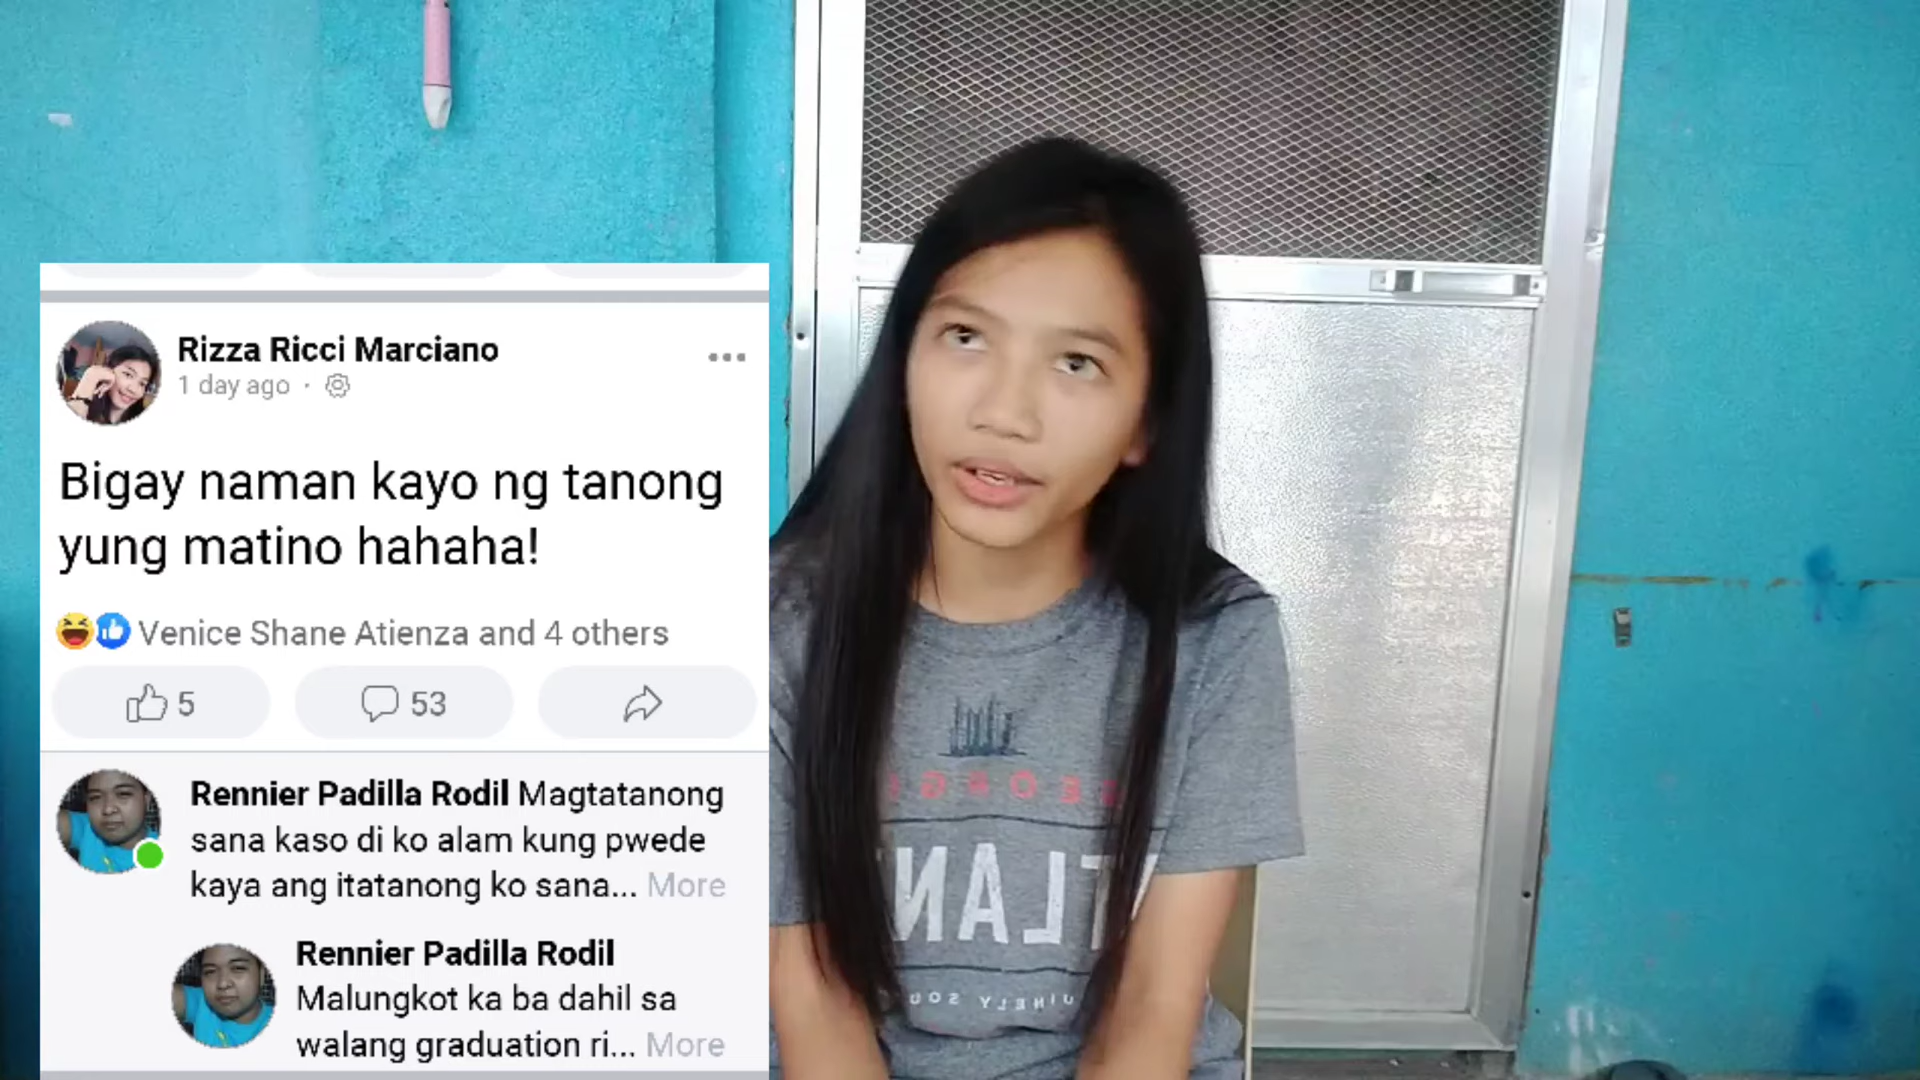 Rizza Ricci Marciano
1 day ago ·
Bigay naman kayo ng tanong
yung matino hahaha!
Venice Shane Atienza and 4 others
5
53
Rennier Padilla Rodil Magtatanong
sana kaso di ko alam kung pwede
kaya ang itatanong ko sana... More
Rennier Padilla Rodil
Malungkot ka ba dahil sa
walang graduation ri... More